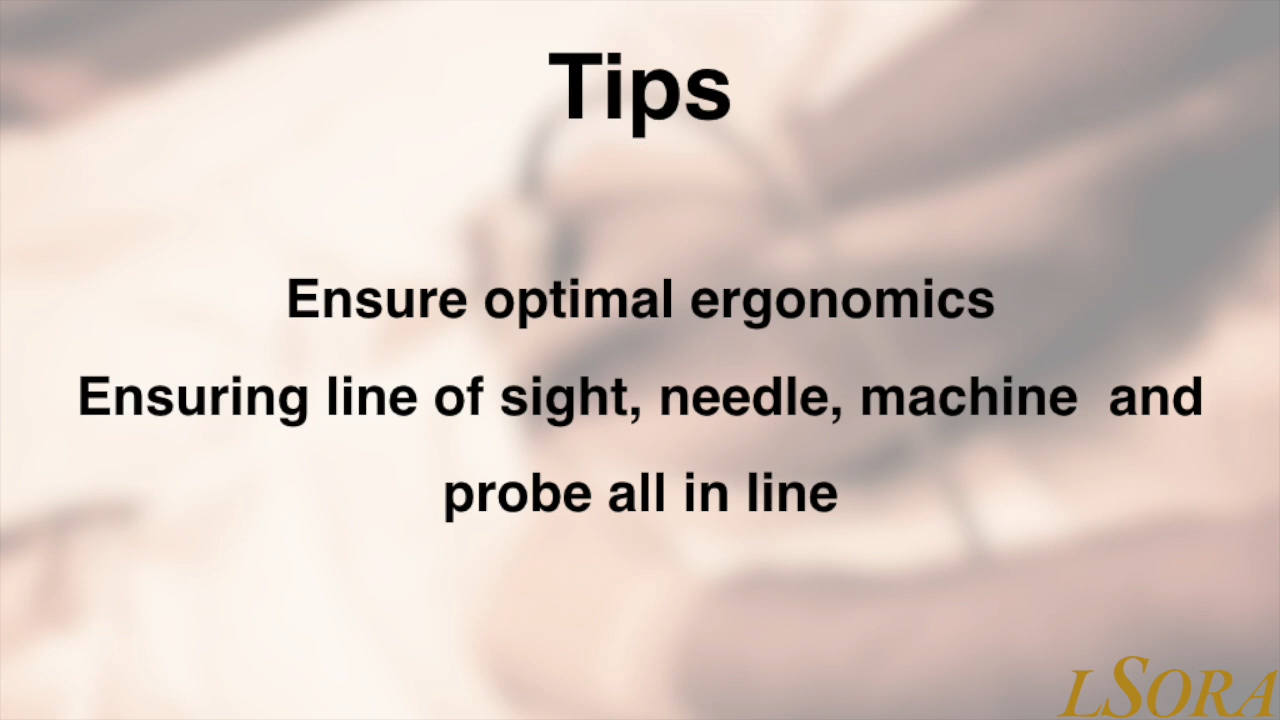 Tips
Ensure optimal ergonomics
Ensuring line of sight, needle, machine  and
probe all in line
LSORA